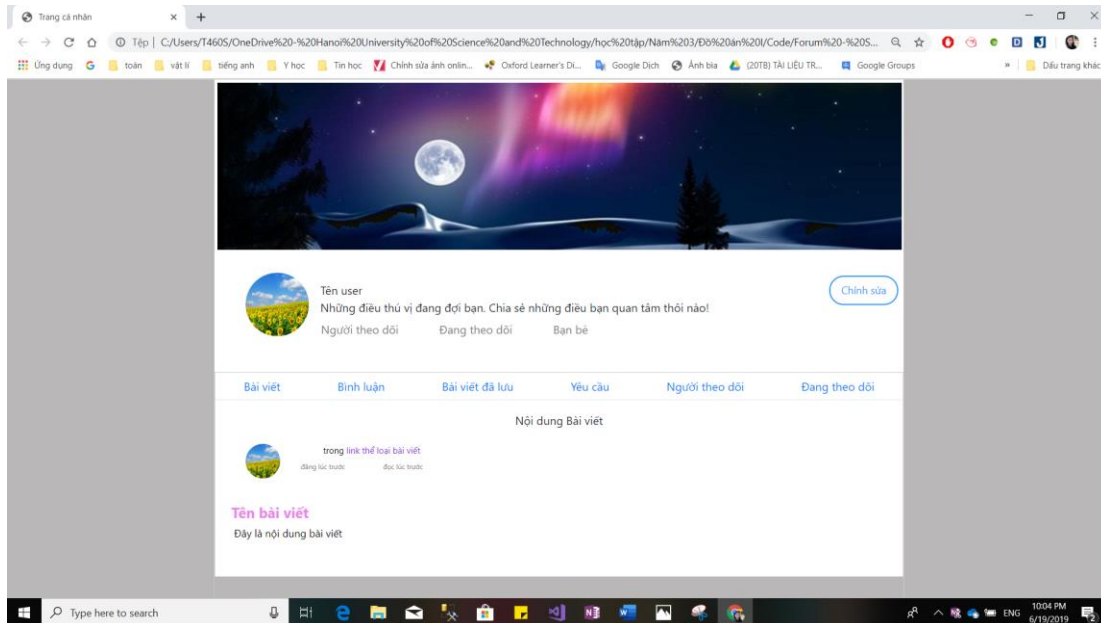 Trang cá nhân
Tệp | C:/Users/T460S/OneDrive%20-%20Hanoi%20University%20of%20Science%20and%20Technology/học%20tập/Năm%203/Đồ%20án%20I/Code/Forum%20-%20S...
Ứng dụng toán vật lí tiếng anh Y học Tin học Chỉnh sửa ảnh onlin... Oxford Learner's Di... Google Dịch Ảnh bìa (20TB) TÀI LIỆU TR... Google Groups » Dấu trang khác
Tên user
Chỉnh sửa
Những điều thú vị đang đợi bạn. Chia sẻ những điều bạn quan tâm thôi nào!
Người theo dõi Đang theo dõi Bạn bè
Bài viết Bình luận Bài viết đã lưu Yêu cầu Người theo dõi Đang theo dõi
Nội dung Bài viết
trong link thể loại bài viết
đăng lúc trước đọc lúc trước
Tên bài viết
Đây là nội dung bài viết
Type here to search
ENG
10:04 PM
6/19/2019